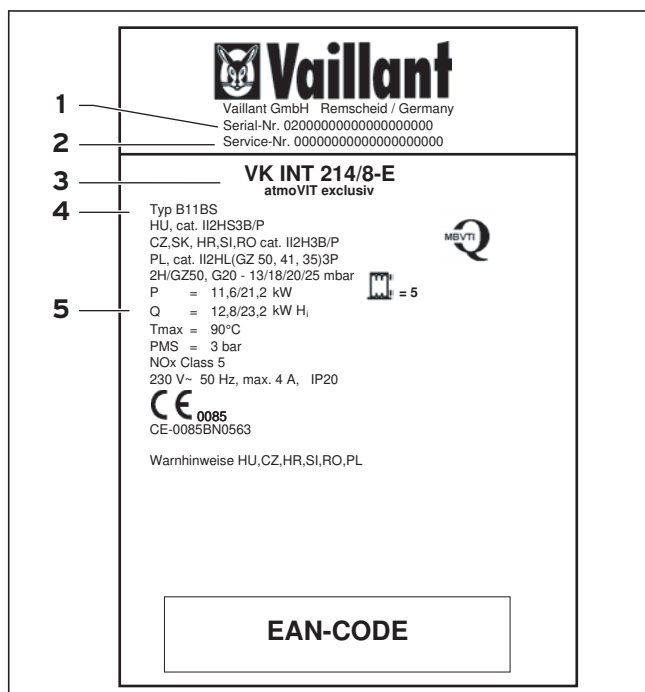 Vaillant
Vaillant GmbH Remscheid / Germany
1 Serial-Nr. 02000000000000000000
2 Service-Nr. 00000000000000000000
3 VK INT 214/8-E
atmoVIT exclusiv
4 Typ B11BS
HU, cat. II2HS3B/P
CZ,SK, HR,SI,RO cat. II2H3B/P
PL, cat. II2HL(GZ 50, 41, 35)3P
2H/GZ50, G20 - 13/18/20/25 mbar
P = 11,6/21,2 kW
= 5
5 Q = 12,8/23,2 kW Hi
Tmax = 90°C
PMS = 3 bar
NOx Class 5
230 V~ 50 Hz, max. 4 A, IP20
CE 0085
CE-0085BN0563
MBVTI Q
Warnhinweise HU,CZ,HR,SI,RO,PL
EAN-CODE